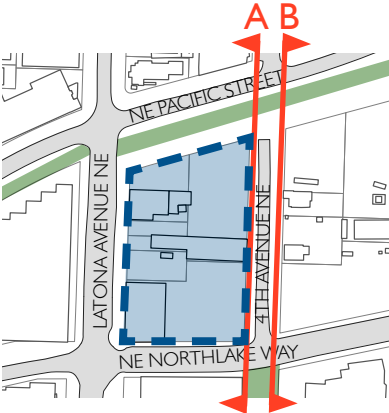 A B
NE PACIFIC STREET
LATONA AVENUE NE
4TH AVENUE NE
NE NORTHLAKE WAY